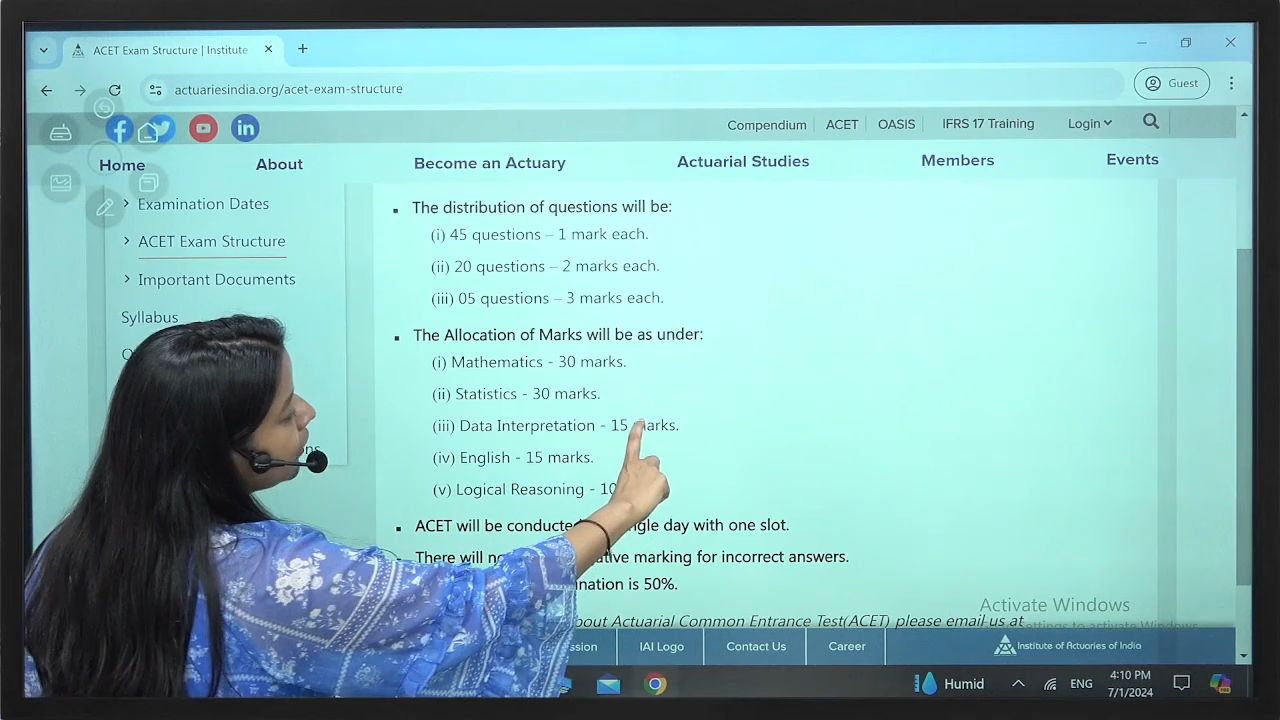 ACET Exam Structure | Institute
actuariesindia.org/acet-exam-structure
Guest
Compendium ACET OASIS IFRS 17 Training Login
Home About Become an Actuary Actuarial Studies Members Events
Examination Dates
ACET Exam Structure
Important Documents
Syllabus
The distribution of questions will be:
(i) 45 questions – 1 mark each.
(ii) 20 questions – 2 marks each.
(iii) 05 questions – 3 marks each.
The Allocation of Marks will be as under:
(i) Mathematics - 30 marks.
(ii) Statistics - 30 marks.
(iii) Data Interpretation - 15 marks.
(iv) English - 15 marks.
(v) Logical Reasoning - 10
ACET will be conducted day with one slot.
There will marking for incorrect answers.
is 50%.
Actuarial Common Entrance Test(ACET) please email us at
Activate Windows
to activate Windows
IAI Logo Contact Us Career Institute of Actuaries of India
Humid ENG 4:10 PM
7/1/2024